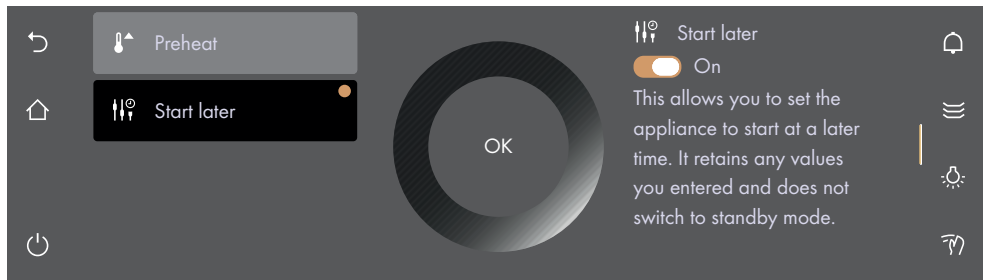 Preheat
Start later
OK
Start later
On
This allows you to set the
appliance to start at a later
time. It retains any values
you entered and does not
switch to standby mode.